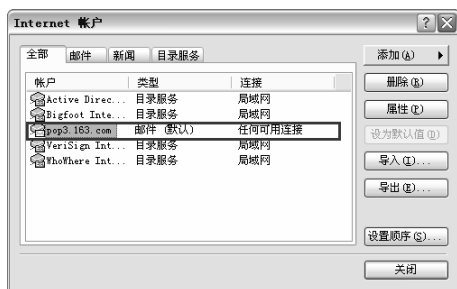 Internet 帐户
全部 邮件 新闻 目录服务
添加(A)
帐户 类型 连接
删除(R)
Active Direc... 目录服务 局域网
Bigfoot Inte... 目录服务 局域网
属性(P)
pop3.163.com 邮件 (默认) 任何可用连接
设为默认值(D)
VeriSign Int... 目录服务 局域网
WhoWhere Int... 目录服务 局域网
导入(I)...
导出(E)...
设置顺序(S)...
关闭